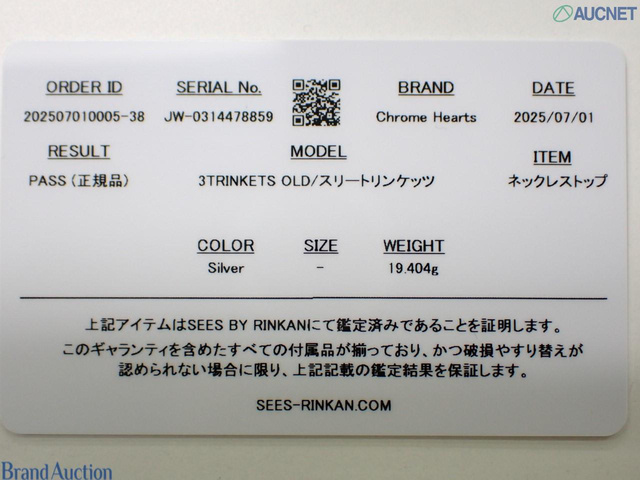 AUCNET
ORDER ID SERIAL No. BRAND DATE
202507010005-38 JW-0314478859 Chrome Hearts 2025/07/01
RESULT MODEL ITEM
PASS（正規品） 3TRINKETS OLD/スリートリンケッツ ネックレストップ
COLOR SIZE WEIGHT
Silver - 19.404g
上記アイテムはSEES BY RINKANにて鑑定済みであることを証明します。
このギャランティを含めたすべての付属品が揃っており、かつ破損やすり替えが
認められない場合に限り、上記記載の鑑定結果を保証します。
SEES-RINKAN.COM
Brand Auction